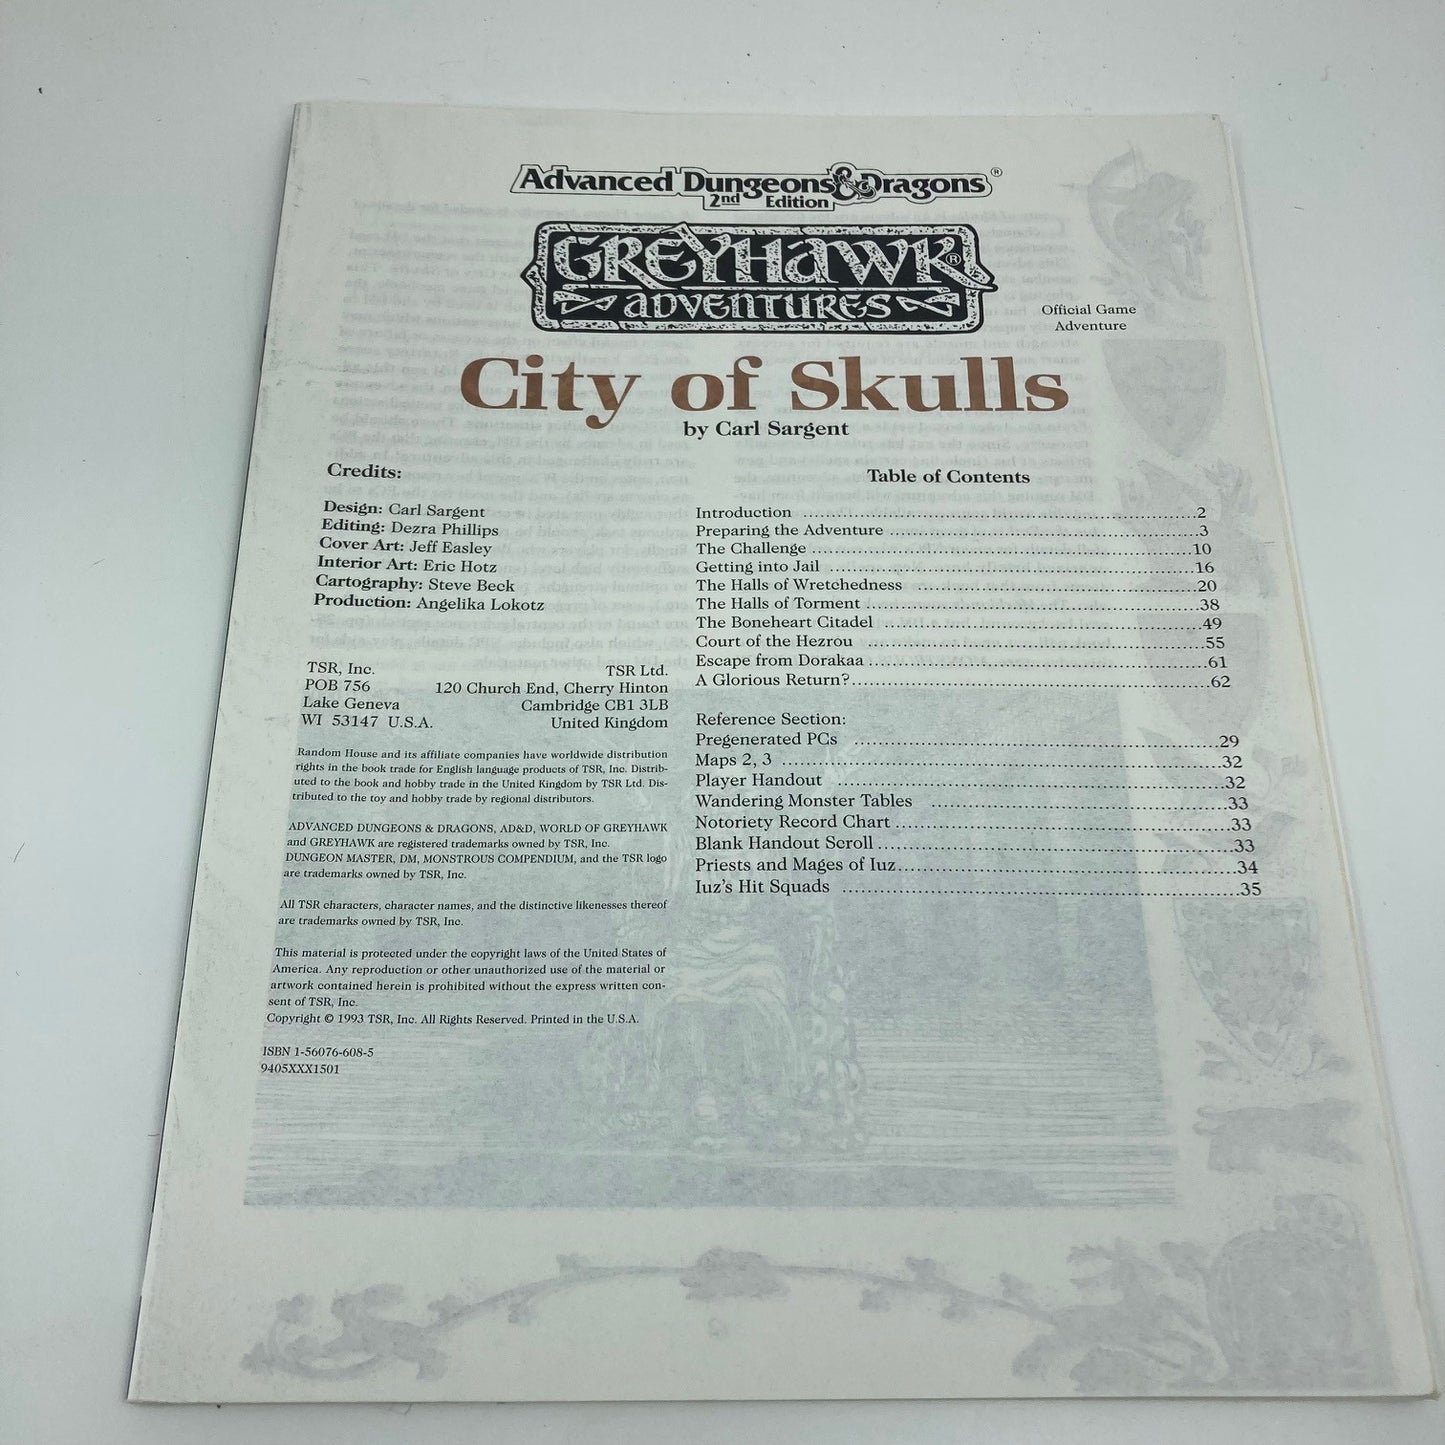 Advanced Dungeons & Dragons®
2nd Edition
GREYHAWK®
ADVENTURES
Official Game
Adventure
City of Skulls
by Carl Sargent
Credits:
Design: Carl Sargent
Editing: Dezra Phillips
Cover Art: Jeff Easley
Interior Art: Eric Hotz
Cartography: Steve Beck
Production: Angelika Lokotz
TSR, Inc.
POB 756
Lake Geneva
WI 53147 U.S.A.
TSR Ltd.
120 Church End, Cherry Hinton
Cambridge CB1 3LB
United Kingdom
Random House and its affiliate companies have worldwide distribution
rights in the book trade for English language products of TSR, Inc. Distrib-
uted to the book and hobby trade in the United Kingdom by TSR Ltd. Dis-
tributed to the toy and hobby trade by regional distributors.
ADVANCED DUNGEONS & DRAGONS, AD&D, WORLD OF GREYHAWK
and GREYHAWK are registered trademarks owned by TSR, Inc.
DUNGEON MASTER, DM, MONSTROUS COMPENDIUM, and the TSR logo
are trademarks owned by TSR, Inc.
All TSR characters, character names, and the distinctive likenesses thereof
are trademarks owned by TSR, Inc.
This material is protected under the copyright laws of the United States of
America. Any reproduction or other unauthorized use of the material or
artwork contained herein is prohibited without the express written con-
sent of TSR, Inc.
Copyright © 1993 TSR, Inc. All Rights Reserved. Printed in the U.S.A.
ISBN 1-56076-608-5
9405XXX1501
Table of Contents
Introduction ........ 2
Preparing the Adventure ........ 3
The Challenge ........ 10
Getting into Jail ........ 16
The Halls of Wretchedness ........ 20
The Halls of Torment ........ 38
The Boneheart Citadel ........ 49
Court of the Hezrou ........ 55
Escape from Dorakaa ........ 61
A Glorious Return? ........ 62
Reference Section:
Pregenerated PCs ........ 29
Maps 2, 3 ........ 32
Player Handout ........ 32
Wandering Monster Tables ........ 33
Notoriety Record Chart ........ 33
Blank Handout Scroll ........ 33
Priests and Mages of Iuz ........ 34
Iuz's Hit Squads ........ 35